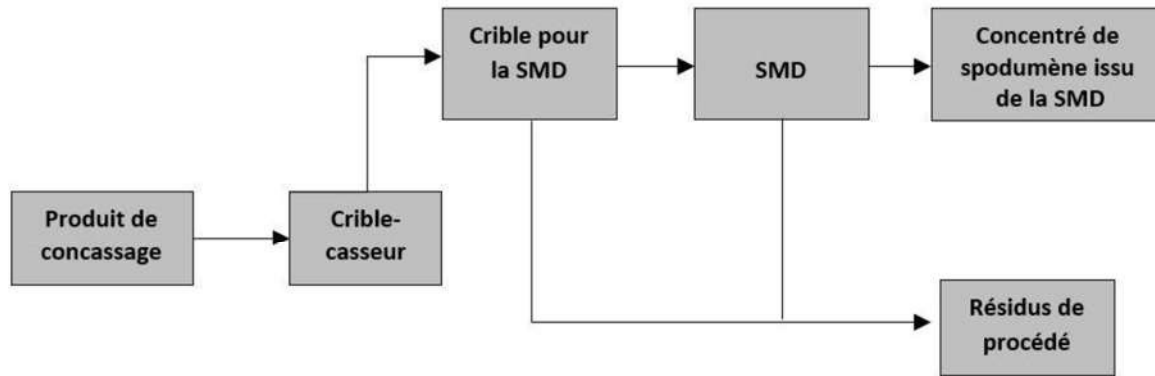 Crible pour
la SMD
SMD
Concentré de
spodumène issu
de la SMD
Produit de
concassage
Crible-
casseur
Résidus de
procédé